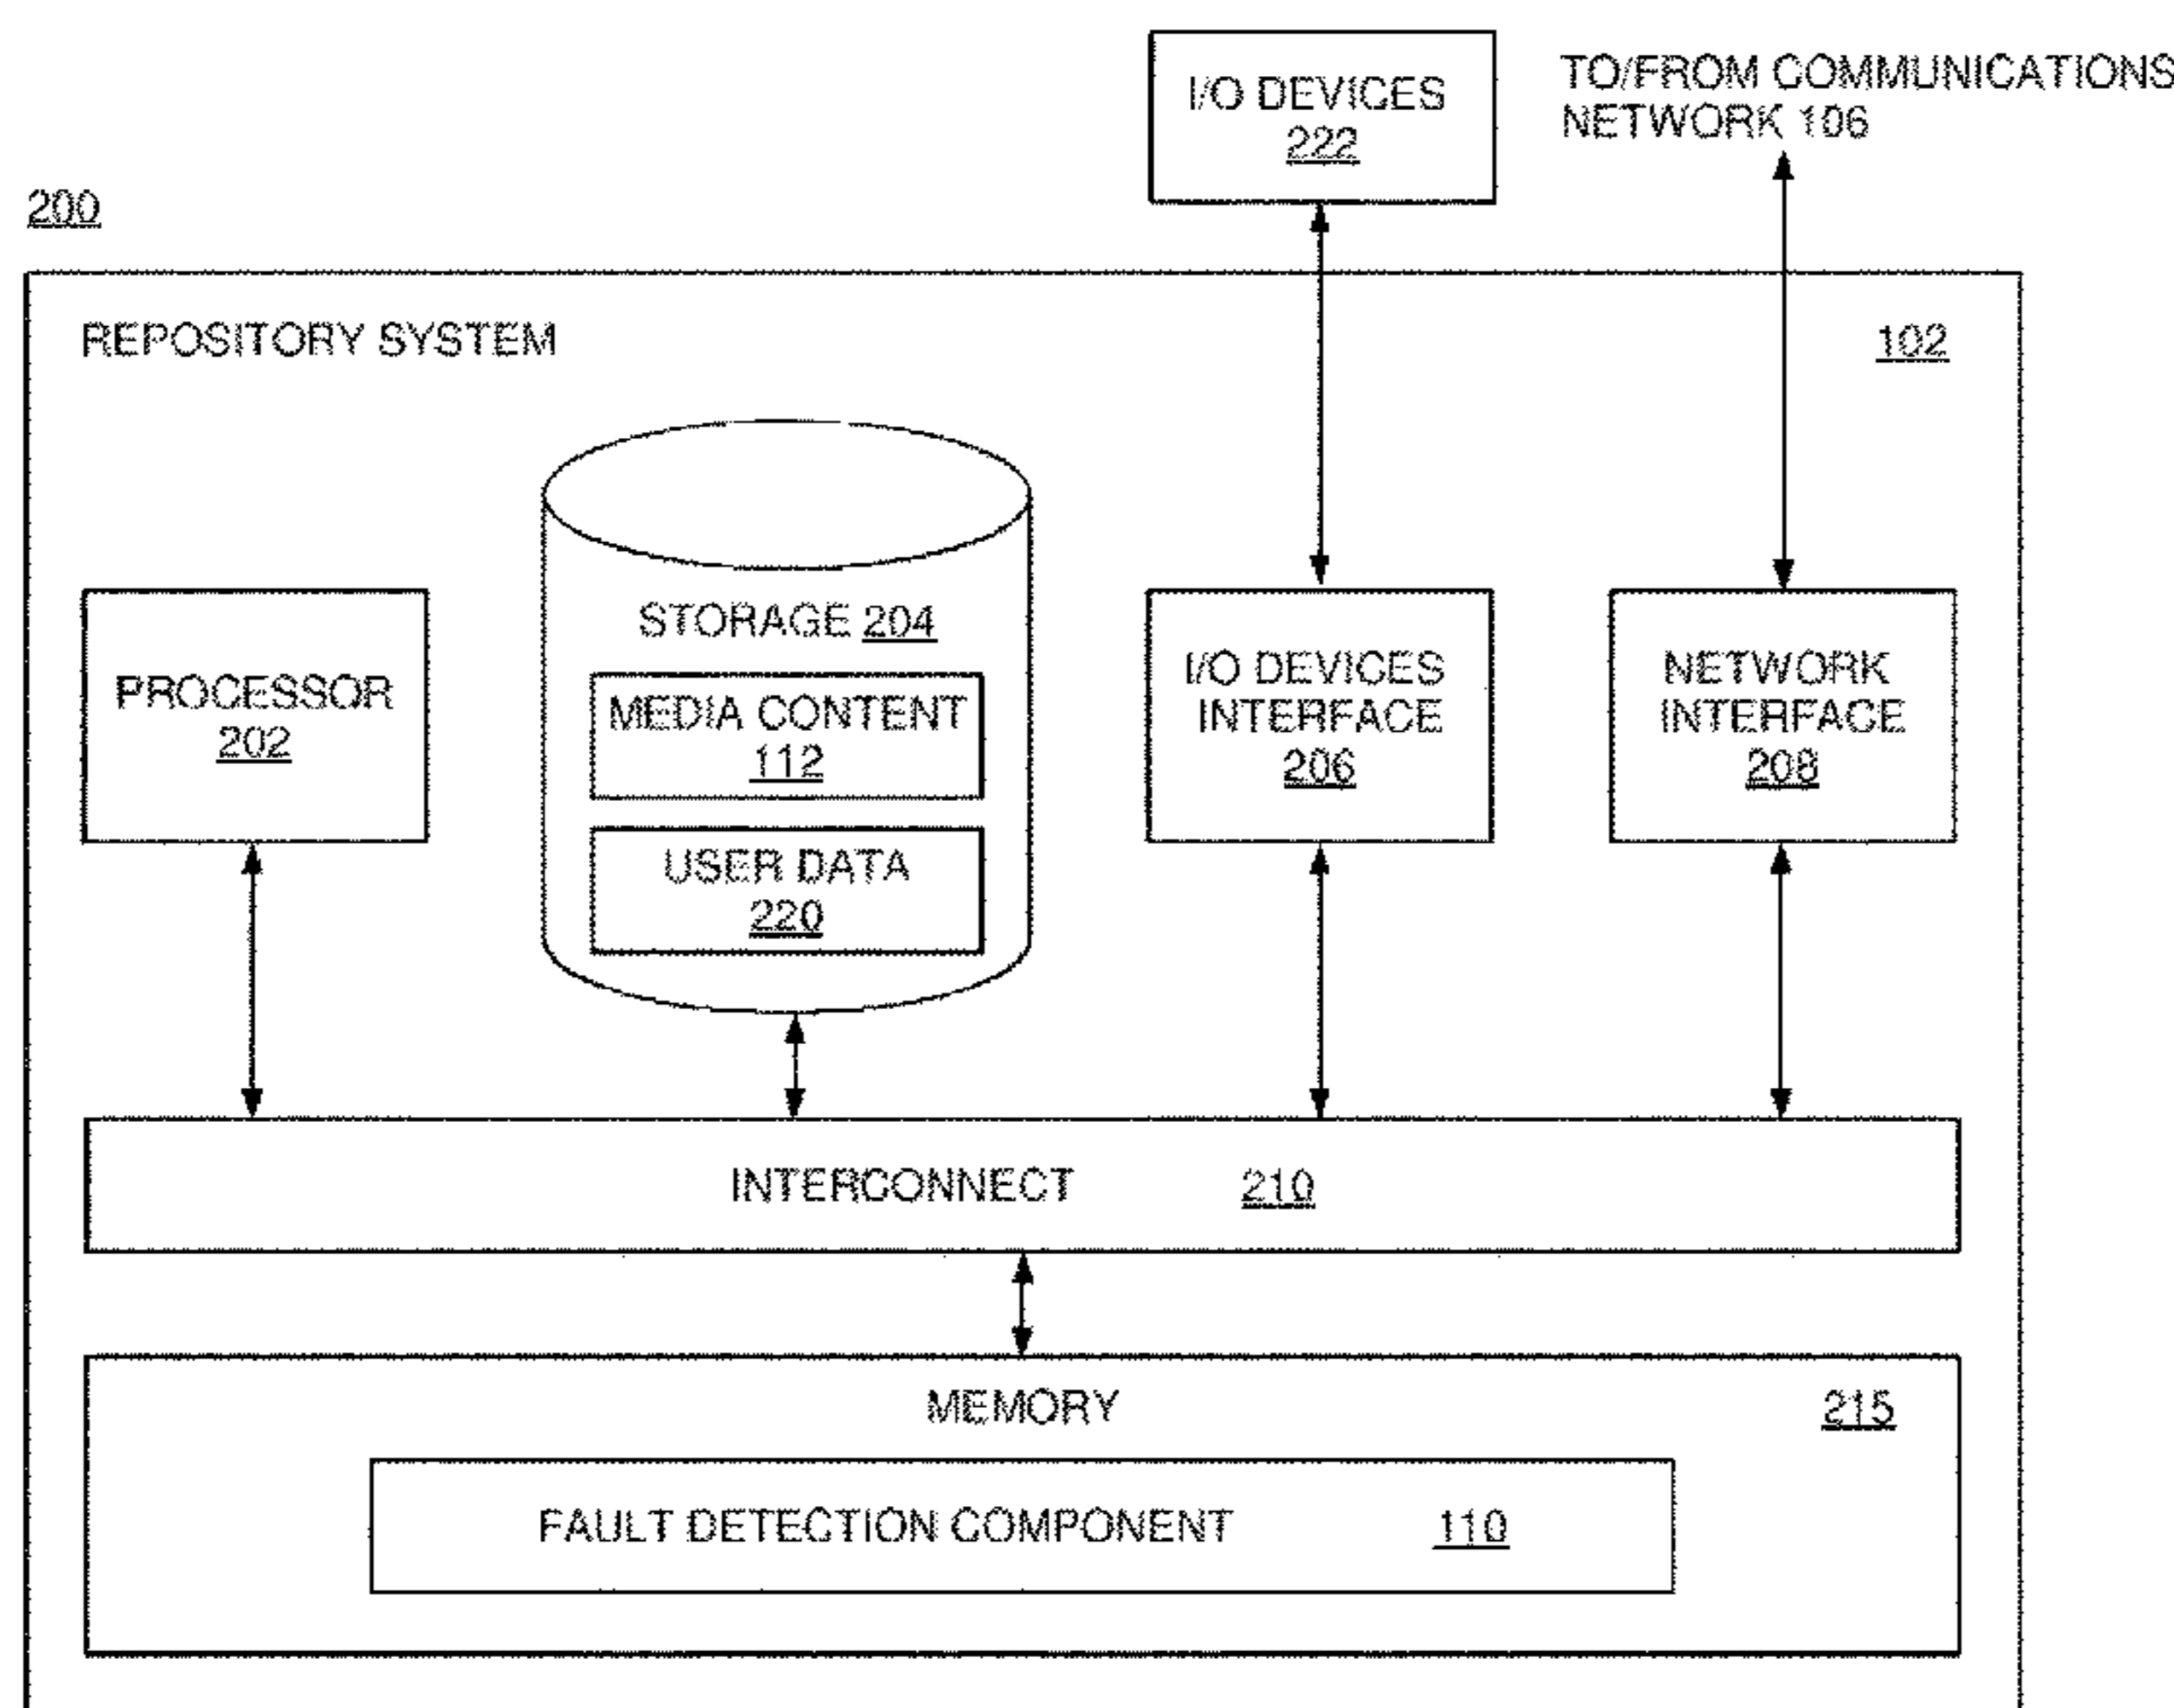 I/O DEVICES
222
TO/FROM COMMUNICATIONS
NETWORK 106
200
REPOSITORY SYSTEM
102
PROCESSOR
202
STORAGE 204
MEDIA CONTENT
112
USER DATA
220
I/O DEVICES
INTERFACE
206
NETWORK
INTERFACE
208
INTERCONNECT 210
MEMORY
215
FAULT DETECTION COMPONENT 110